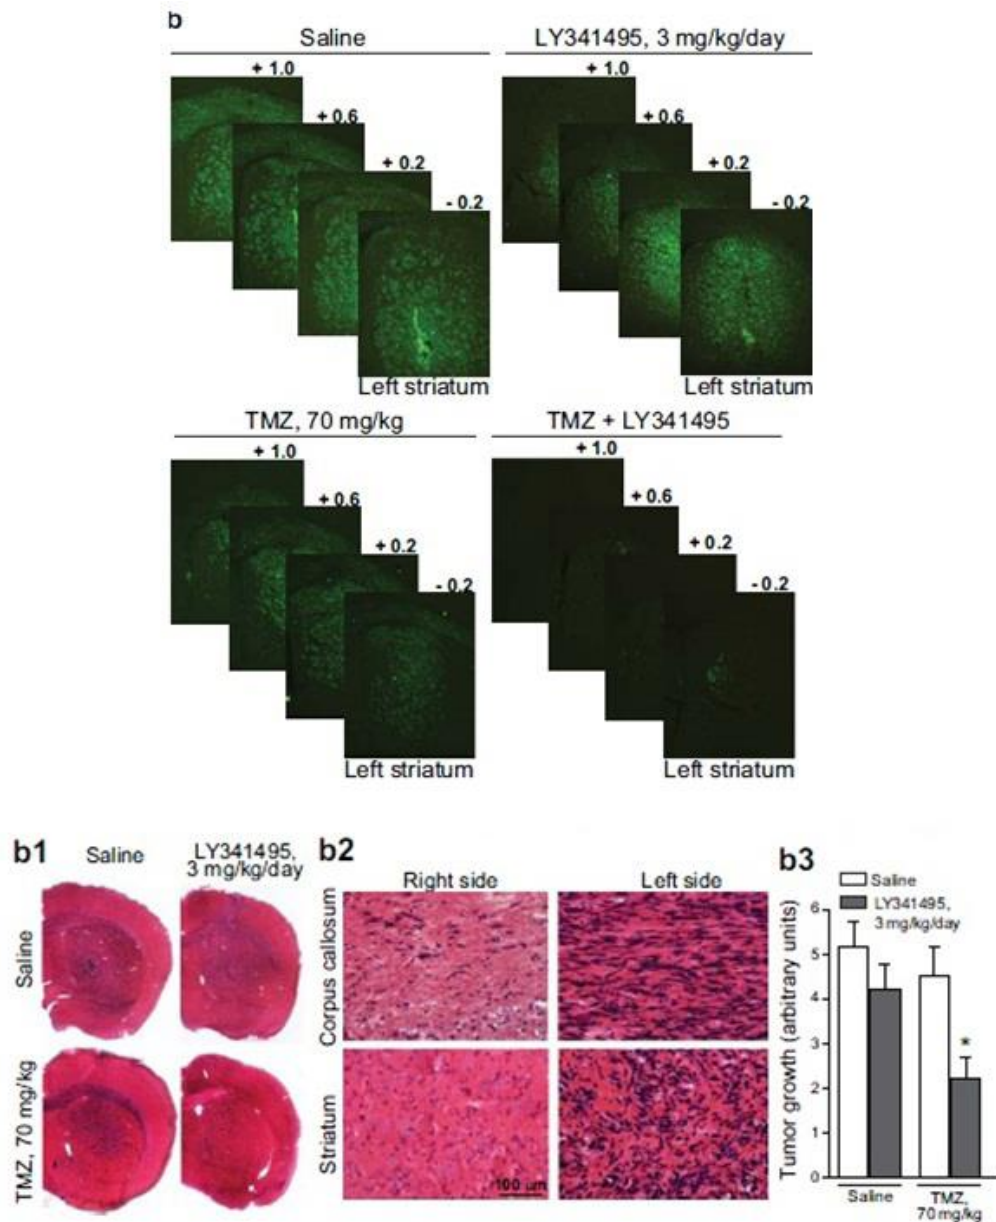 b
Saline
LY341495, 3 mg/kg/day
+ 1.0
+ 0.6
+ 0.2
- 0.2
Left striatum
+ 1.0
+ 0.6
+ 0.2
- 0.2
Left striatum
TMZ, 70 mg/kg
TMZ + LY341495
+ 1.0
+ 0.6
+ 0.2
- 0.2
Left striatum
+ 1.0
+ 0.6
+ 0.2
- 0.2
Left striatum
b1
Saline
LY341495,
3 mg/kg/day
Saline
TMZ, 70 mg/kg
b2
Right side
Left side
Corpus callosum
Striatum
100 um
b3
Saline
LY341495,
3 mg/kg/day
Tumor growth (arbitrary units)
6
5
4
3
2
1
0
*
Saline
TMZ,
70 mg/kg